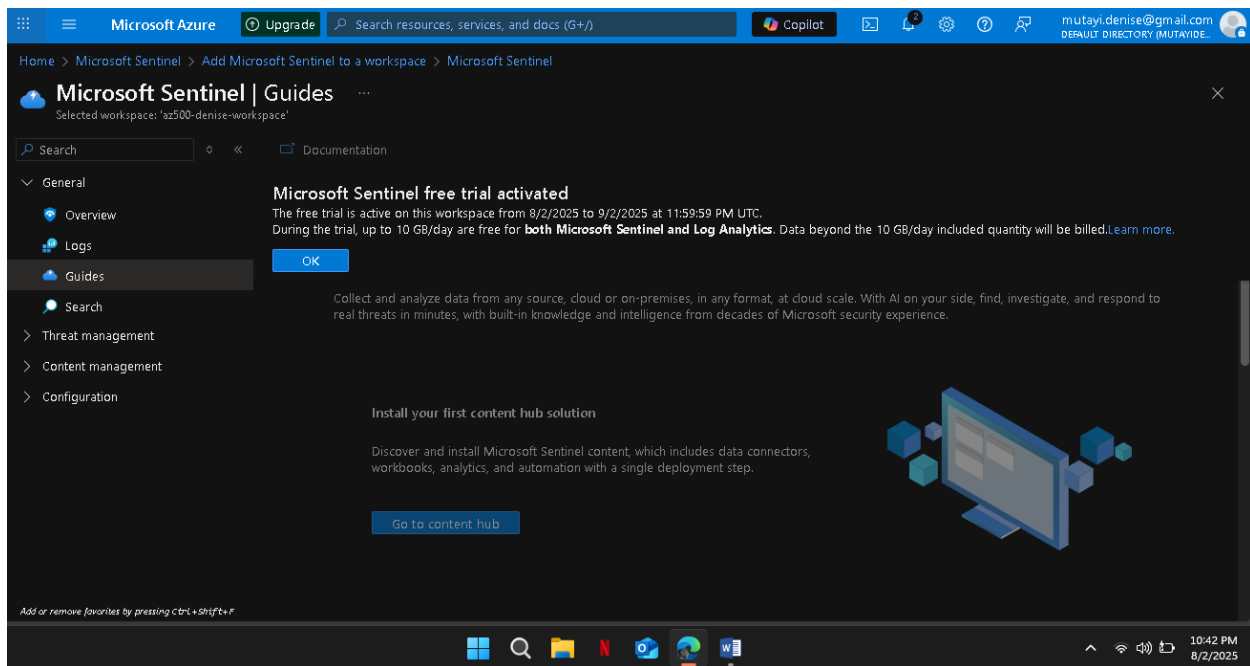 Microsoft Azure
Upgrade
Search resources, services, and docs (G+/)
Copilot
2
mutayi.denise@gmail.com
DEFAULT DIRECTORY (MUTAYIDE...
Home > Microsoft Sentinel > Add Microsoft Sentinel to a workspace > Microsoft Sentinel
Microsoft Sentinel | Guides ...
Selected workspace: 'az500-denise-workspace'
Search
Documentation
General
Overview
Logs
Guides
Search
Threat management
Content management
Configuration
Microsoft Sentinel free trial activated
The free trial is active on this workspace from 8/2/2025 to 9/2/2025 at 11:59:59 PM UTC.
During the trial, up to 10 GB/day are free for both Microsoft Sentinel and Log Analytics. Data beyond the 10 GB/day included quantity will be billed.Learn more.
OK
Collect and analyze data from any source, cloud or on-premises, in any format, at cloud scale. With AI on your side, find, investigate, and respond to
real threats in minutes, with built-in knowledge and intelligence from decades of Microsoft security experience.
Install your first content hub solution
Discover and install Microsoft Sentinel content, which includes data connectors,
workbooks, analytics, and automation with a single deployment step.
Go to content hub
Add or remove favorites by pressing Ctrl+Shift+F
10:42 PM
8/2/2025